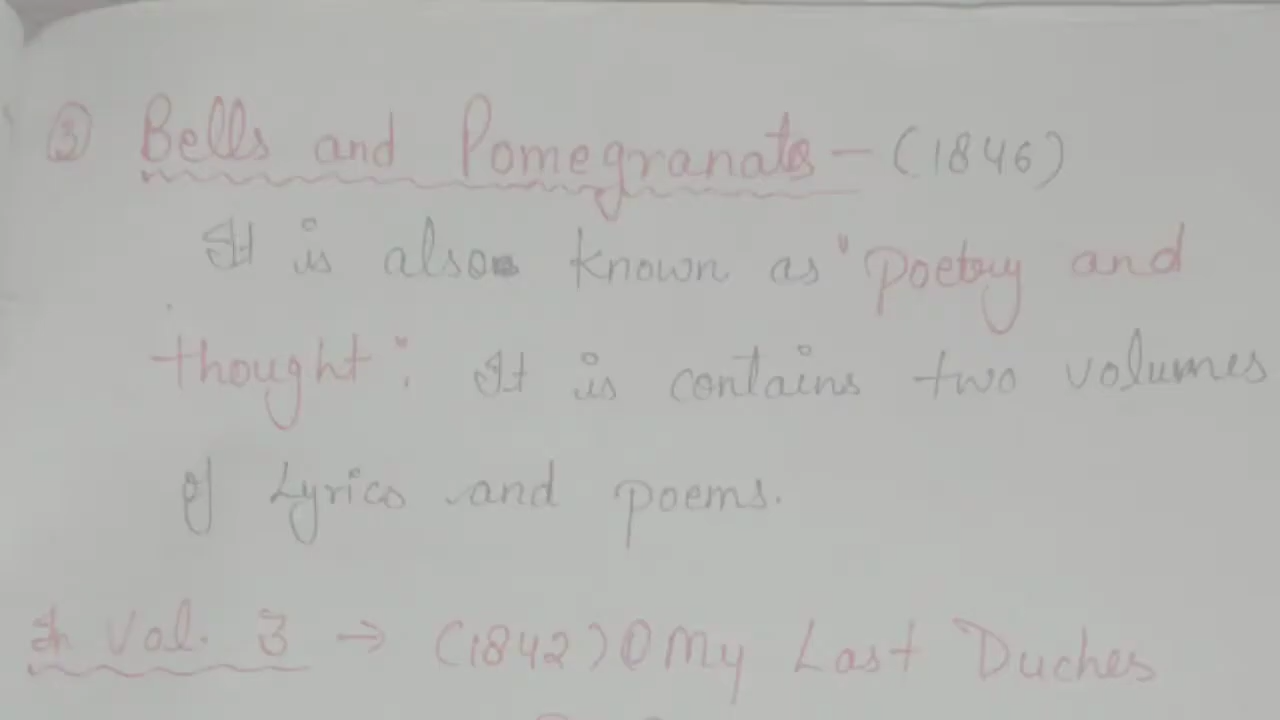 ③ Bells and Pomegranates - (1846)
It is also known as "Poetry and
thought". It is contains two volumes
of Lyrics and poems.
In Vol. 3 → (1842) ① My Last Duches